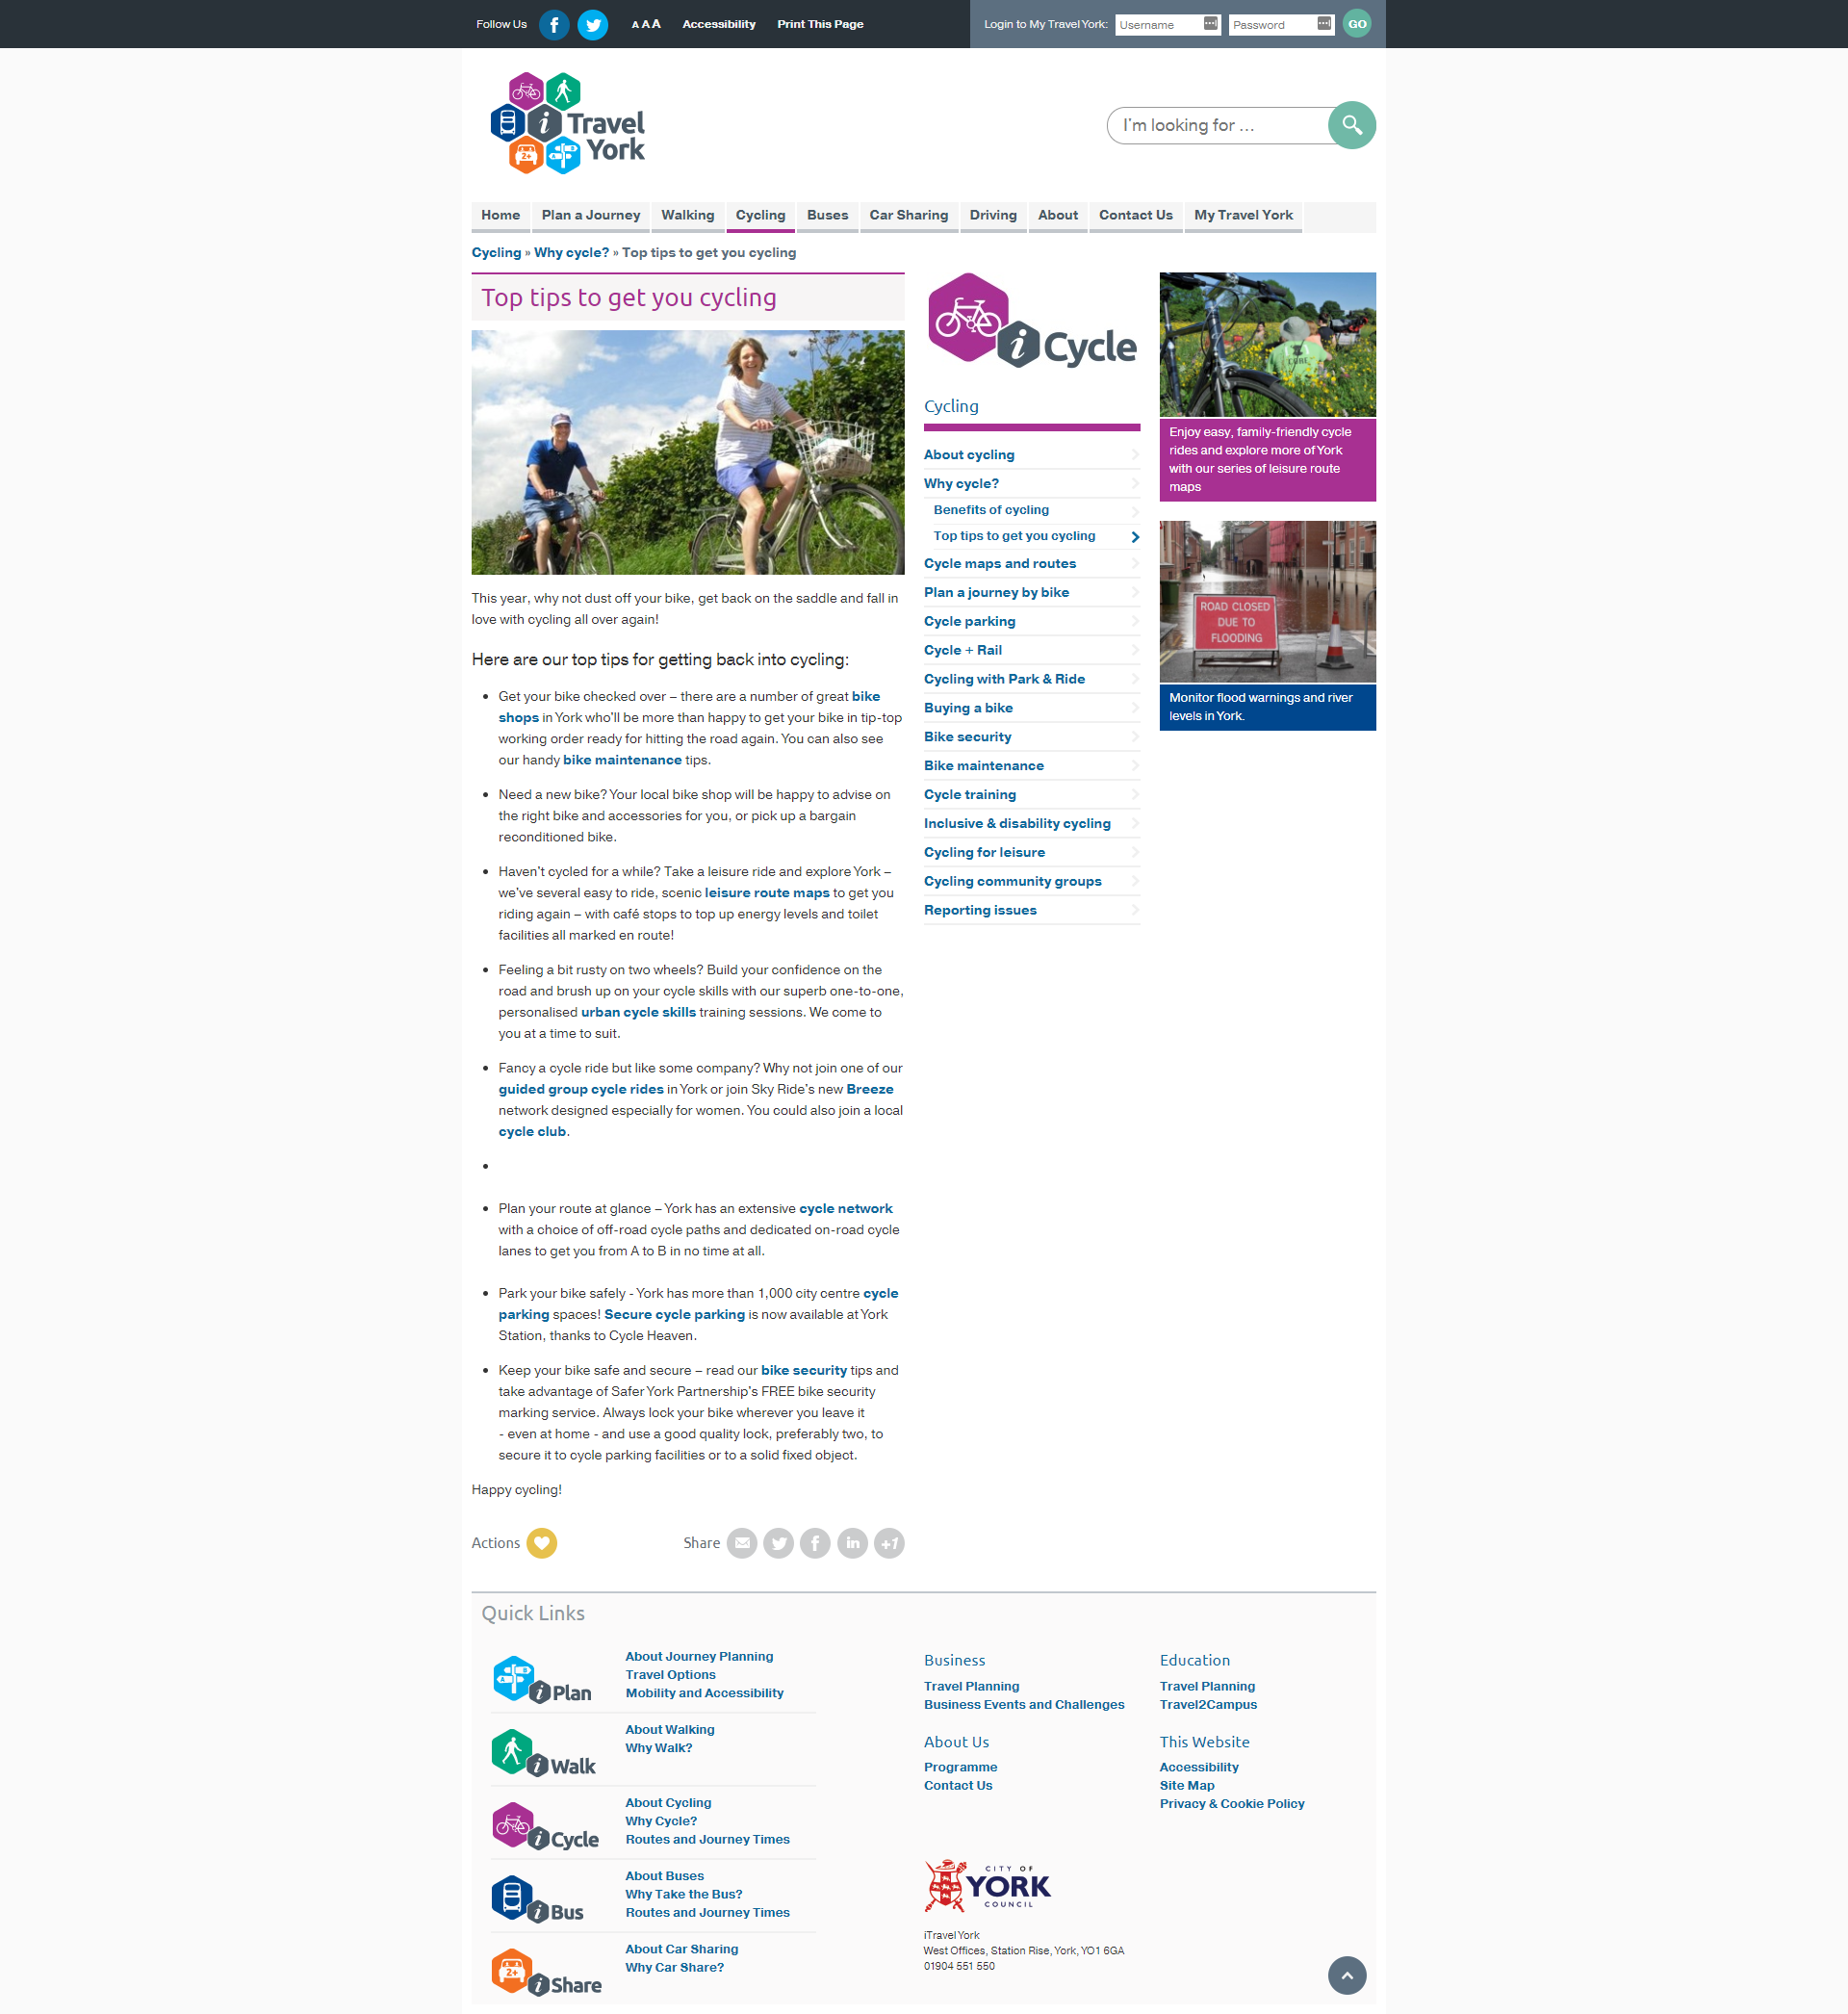 Follow Us
A A A
Accessibility
Print This Page
Login to My Travel York:
Username
Password
GO
i Travel
York
2+
A
B
I'm looking for ...
Home
Plan a Journey
Walking
Cycling
Buses
Car Sharing
Driving
About
Contact Us
My Travel York
Cycling » Why cycle? » Top tips to get you cycling
Top tips to get you cycling
This year, why not dust off your bike, get back on the saddle and fall in
love with cycling all over again!
Here are our top tips for getting back into cycling:
• Get your bike checked over – there are a number of great bike
shops in York who'll be more than happy to get your bike in tip-top
working order ready for hitting the road again. You can also see
our handy bike maintenance tips.
• Need a new bike? Your local bike shop will be happy to advise on
the right bike and accessories for you, or pick up a bargain
reconditioned bike.
• Haven't cycled for a while? Take a leisure ride and explore York –
we've several easy to ride, scenic leisure route maps to get you
riding again – with café stops to top up energy levels and toilet
facilities all marked en route!
• Feeling a bit rusty on two wheels? Build your confidence on the
road and brush up on your cycle skills with our superb one-to-one,
personalised urban cycle skills training sessions. We come to
you at a time to suit.
• Fancy a cycle ride but like some company? Why not join one of our
guided group cycle rides in York or join Sky Ride's new Breeze
network designed especially for women. You could also join a local
cycle club.
•
• Plan your route at glance – York has an extensive cycle network
with a choice of off-road cycle paths and dedicated on-road cycle
lanes to get you from A to B in no time at all.
• Park your bike safely - York has more than 1,000 city centre cycle
parking spaces! Secure cycle parking is now available at York
Station, thanks to Cycle Heaven.
• Keep your bike safe and secure – read our bike security tips and
take advantage of Safer York Partnership's FREE bike security
marking service. Always lock your bike wherever you leave it
- even at home - and use a good quality lock, preferably two, to
secure it to cycle parking facilities or to a solid fixed object.
Happy cycling!
Actions
Share
+1
i Cycle
Cycling
About cycling
Why cycle?
Benefits of cycling
Top tips to get you cycling
Cycle maps and routes
Plan a journey by bike
Cycle parking
Cycle + Rail
Cycling with Park & Ride
Buying a bike
Bike security
Bike maintenance
Cycle training
Inclusive & disability cycling
Cycling for leisure
Cycling community groups
Reporting issues
Enjoy easy, family-friendly cycle
rides and explore more of York
with our series of leisure route
maps
ROAD CLOSED
DUE TO
FLOODING
Monitor flood warnings and river
levels in York.
Quick Links
A
B
i Plan
About Journey Planning
Travel Options
Mobility and Accessibility
i Walk
About Walking
Why Walk?
i Cycle
About Cycling
Why Cycle?
Routes and Journey Times
i Bus
About Buses
Why Take the Bus?
Routes and Journey Times
2+
i Share
About Car Sharing
Why Car Share?
Business
Travel Planning
Business Events and Challenges
Education
Travel Planning
Travel2Campus
About Us
Programme
Contact Us
This Website
Accessibility
Site Map
Privacy & Cookie Policy
CITY OF
YORK
COUNCIL
iTravel York
West Offices, Station Rise, York, YO1 6GA
01904 551 550